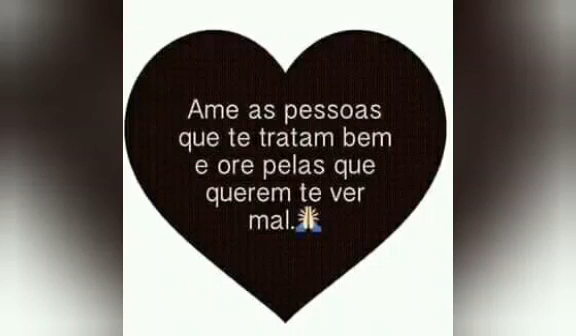 Ame as pessoas
que te tratam bem
e ore pelas que
querem te ver
mal.🙏🏻